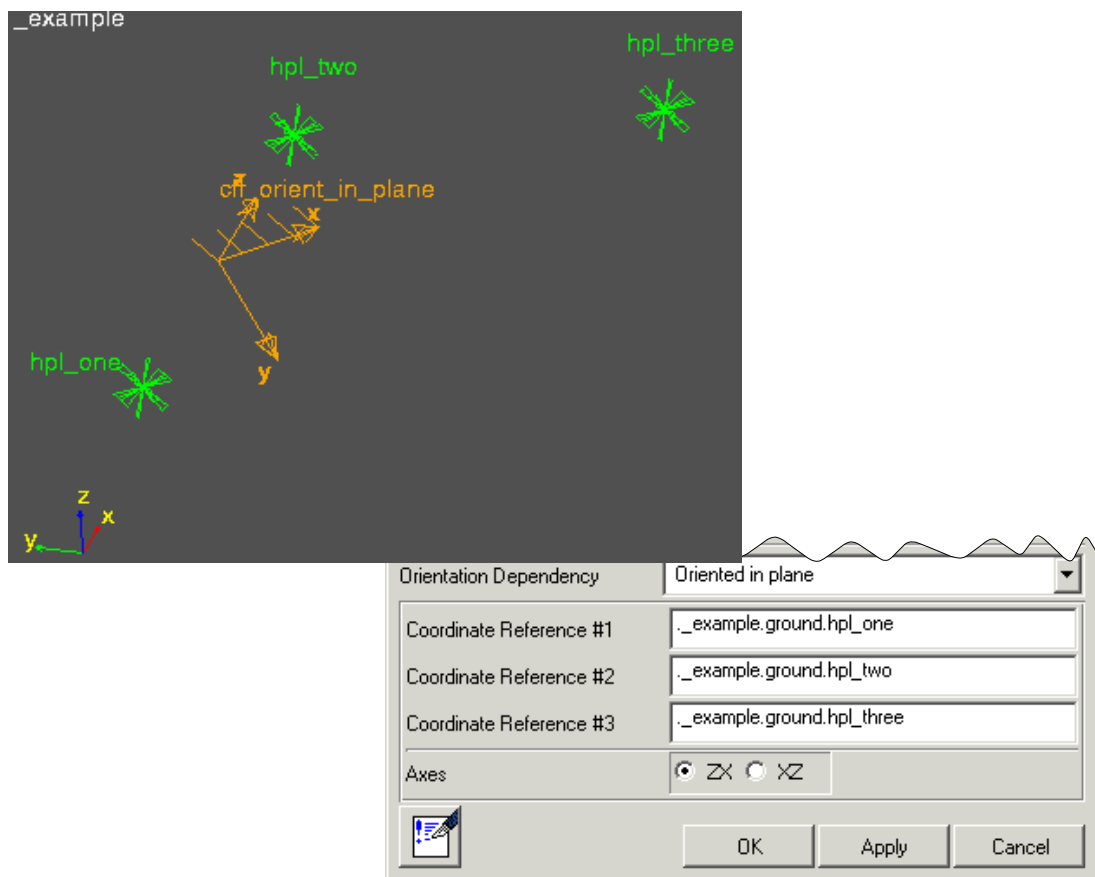 _example
hpl_three
hpl_two
z
cff_orient_in_plane
x
hpl_one
y
z
x
y
Orientation Dependency Oriented in plane
Coordinate Reference #1 ._example.ground.hpl_one
Coordinate Reference #2 ._example.ground.hpl_two
Coordinate Reference #3 ._example.ground.hpl_three
Axes ZX XZ
OK Apply Cancel